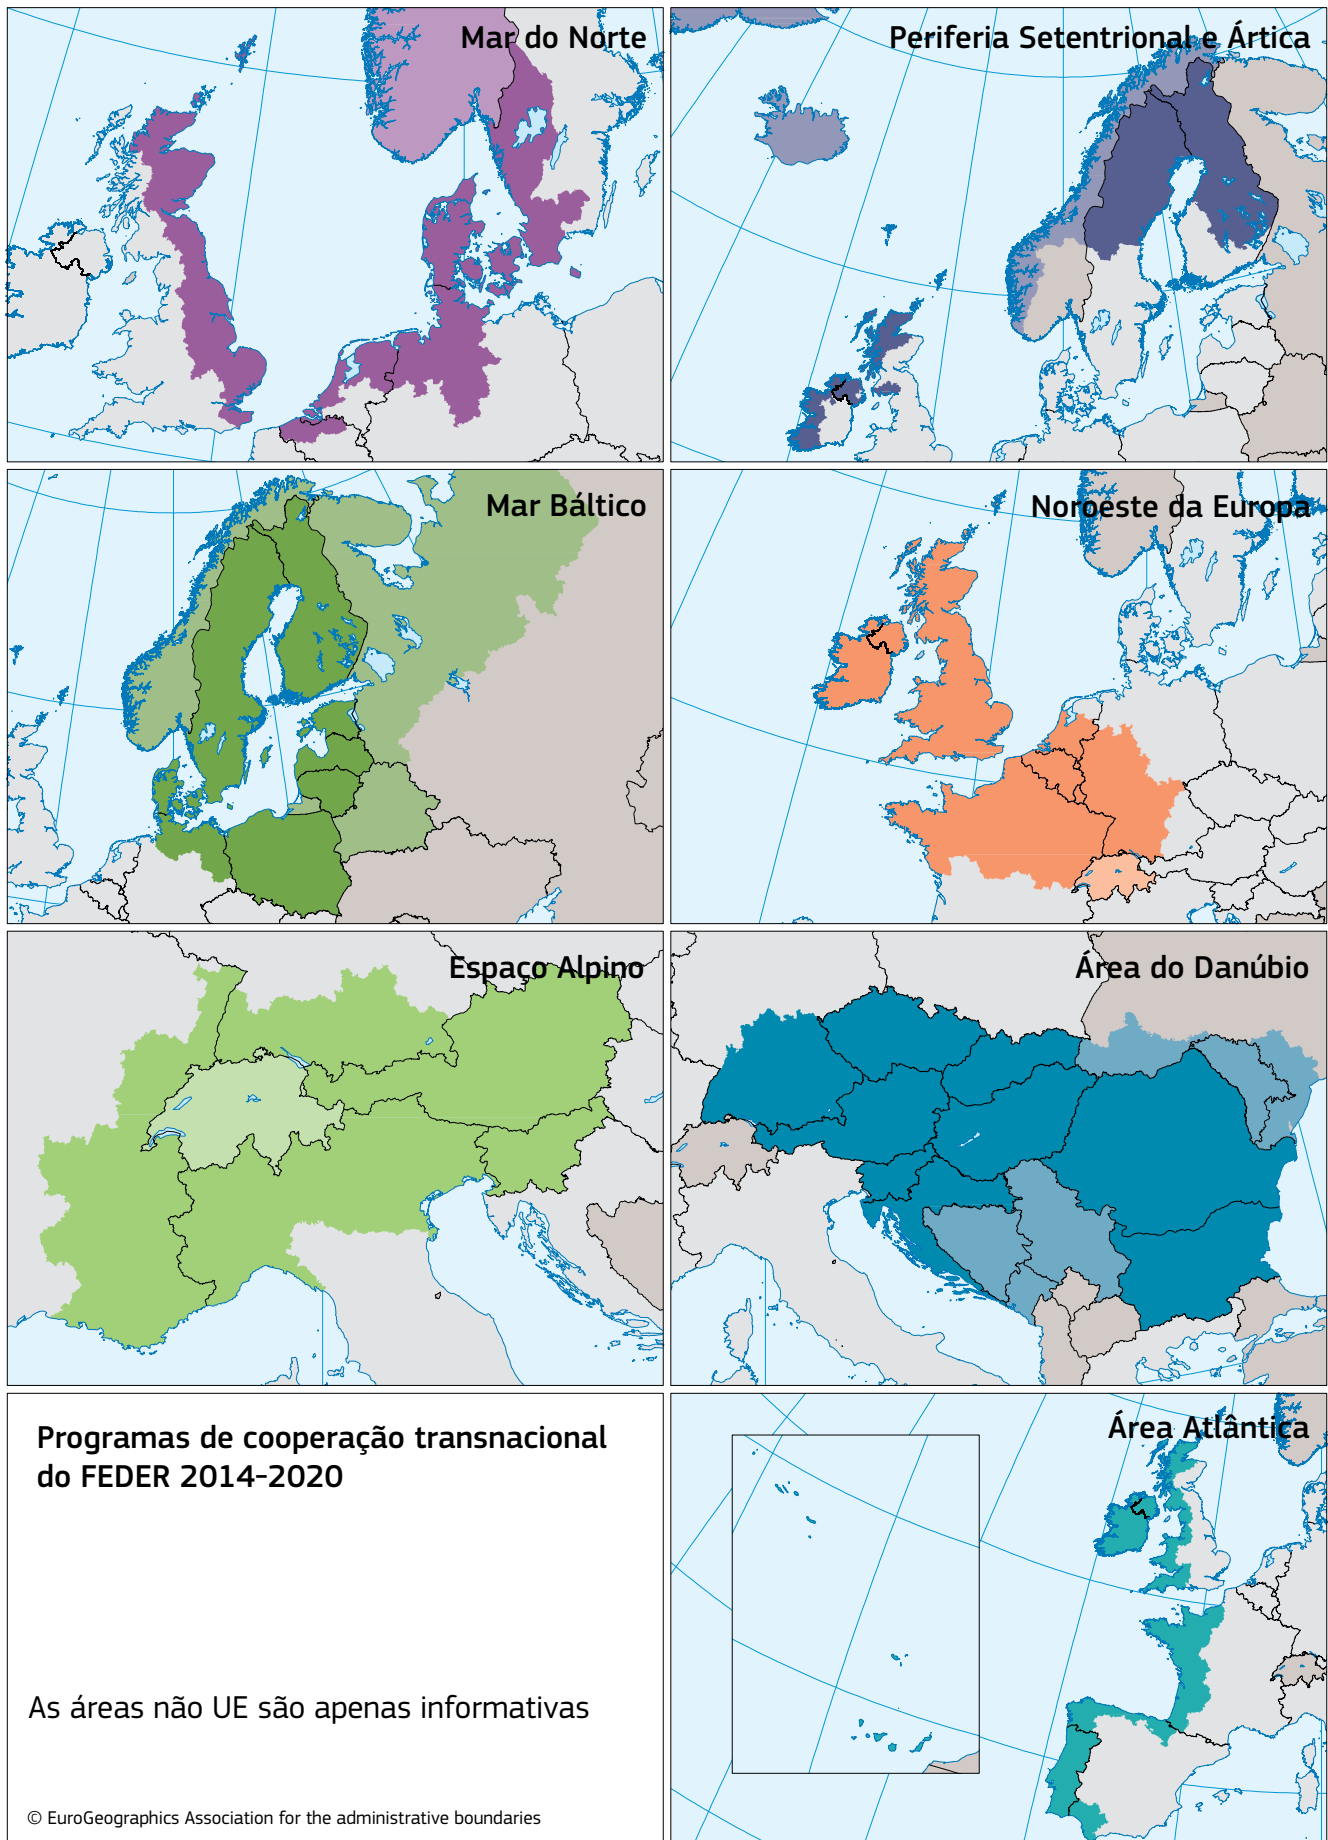 Mar do Norte
Periferia Setentrional e Ártica
Mar Báltico
Noroeste da Europa
Espaço Alpino
Área do Danúbio
Programas de cooperação transnacional
do FEDER 2014-2020
As áreas não UE são apenas informativas
© EuroGeographics Association for the administrative boundaries
Área Atlântica